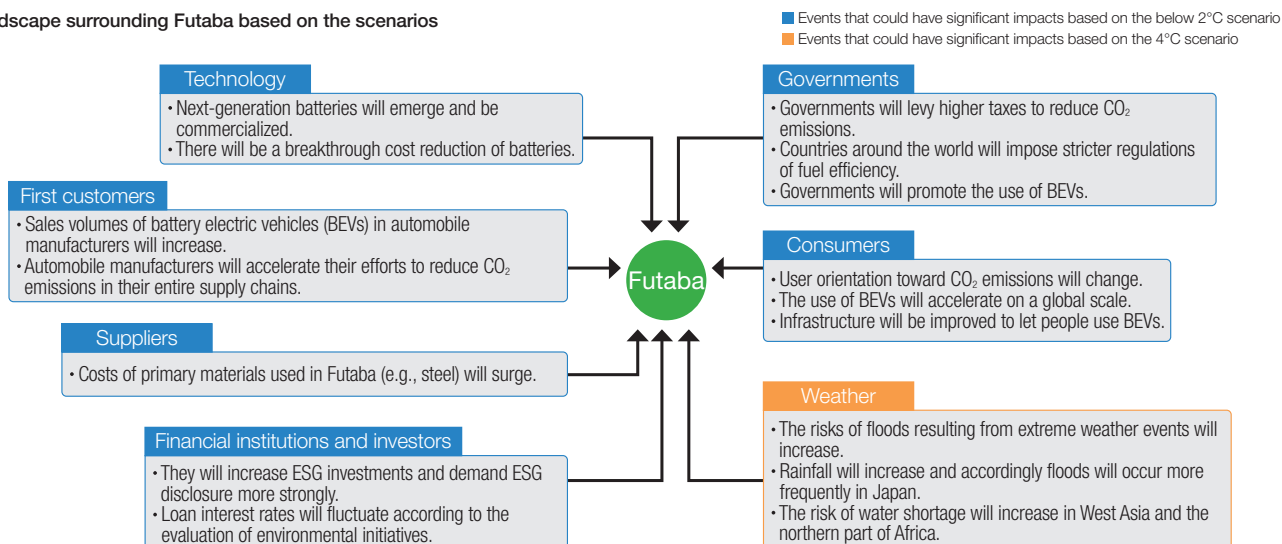 dscape surrounding Futaba based on the scenarios
Events that could have significant impacts based on the below 2°C scenario
Events that could have significant impacts based on the 4°C scenario
Technology
• Next-generation batteries will emerge and be
commercialized.
• There will be a breakthrough cost reduction of batteries.
Governments
• Governments will levy higher taxes to reduce CO₂
emissions.
• Countries around the world will impose stricter regulations
of fuel efficiency.
• Governments will promote the use of BEVs.
First customers
• Sales volumes of battery electric vehicles (BEVs) in automobile
manufacturers will increase.
• Automobile manufacturers will accelerate their efforts to reduce CO₂
emissions in their entire supply chains.
Futaba
Consumers
• User orientation toward CO₂ emissions will change.
• The use of BEVs will accelerate on a global scale.
• Infrastructure will be improved to let people use BEVs.
Suppliers
• Costs of primary materials used in Futaba (e.g., steel) will surge.
Financial institutions and investors
• They will increase ESG investments and demand ESG
disclosure more strongly.
• Loan interest rates will fluctuate according to the
evaluation of environmental initiatives.
Weather
• The risks of floods resulting from extreme weather events will
increase.
• Rainfall will increase and accordingly floods will occur more
frequently in Japan.
• The risk of water shortage will increase in West Asia and the
northern part of Africa.